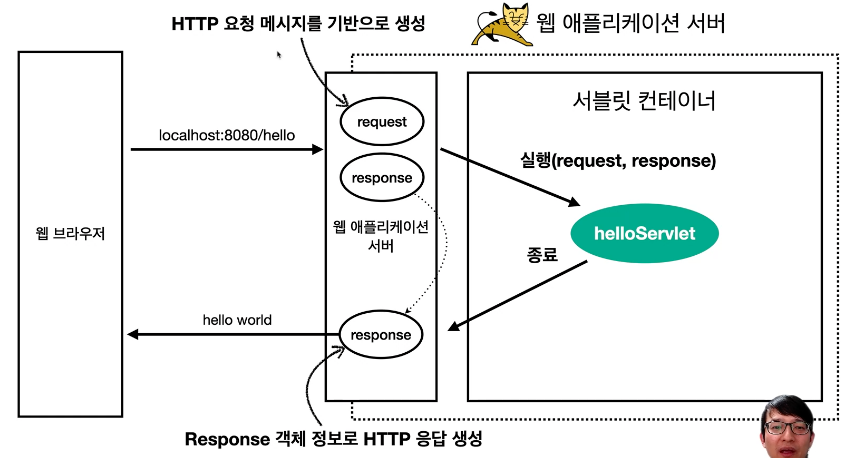 HTTP 요청 메시지를 기반으로 생성
웹 애플리케이션 서버
서블릿 컨테이너
request
localhost:8080/hello
실행(request, response)
response
웹 브라우저
웹 애플리케이션
서버
helloServlet
종료
hello world
response
Response 객체 정보로 HTTP 응답 생성